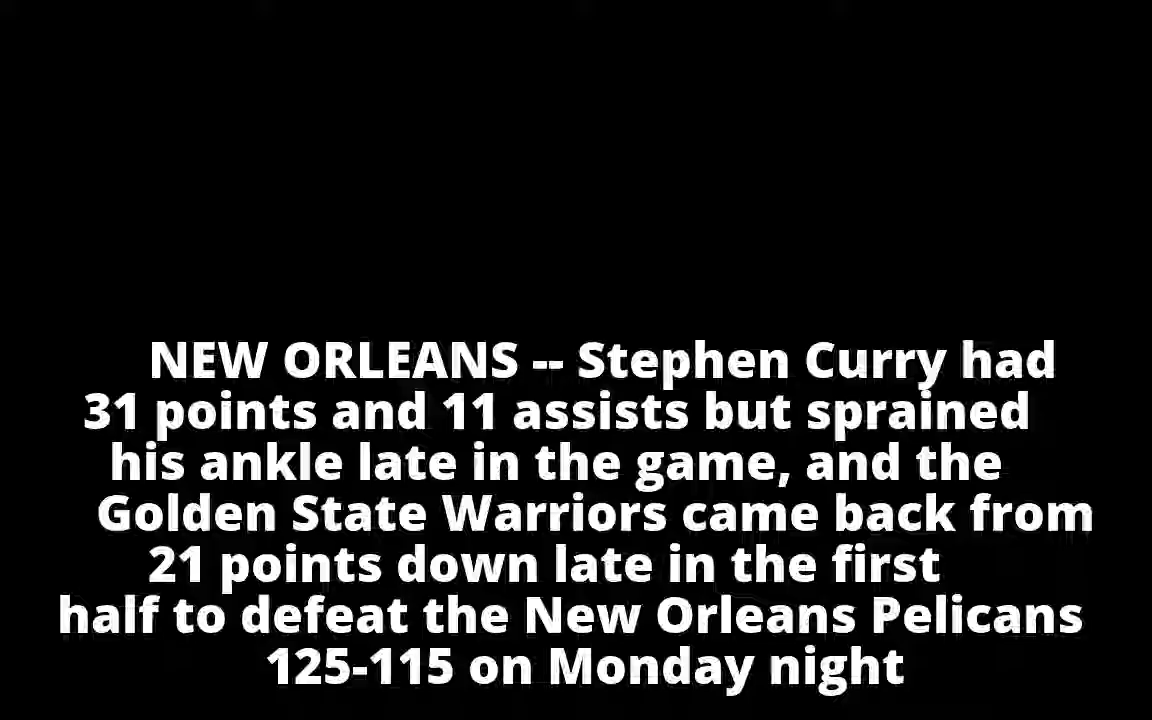 NEW ORLEANS -- Stephen Curry had
31 points and 11 assists but sprained
his ankle late in the game, and the
Golden State Warriors came back from
21 points down late in the first
half to defeat the New Orleans Pelicans
125-115 on Monday night